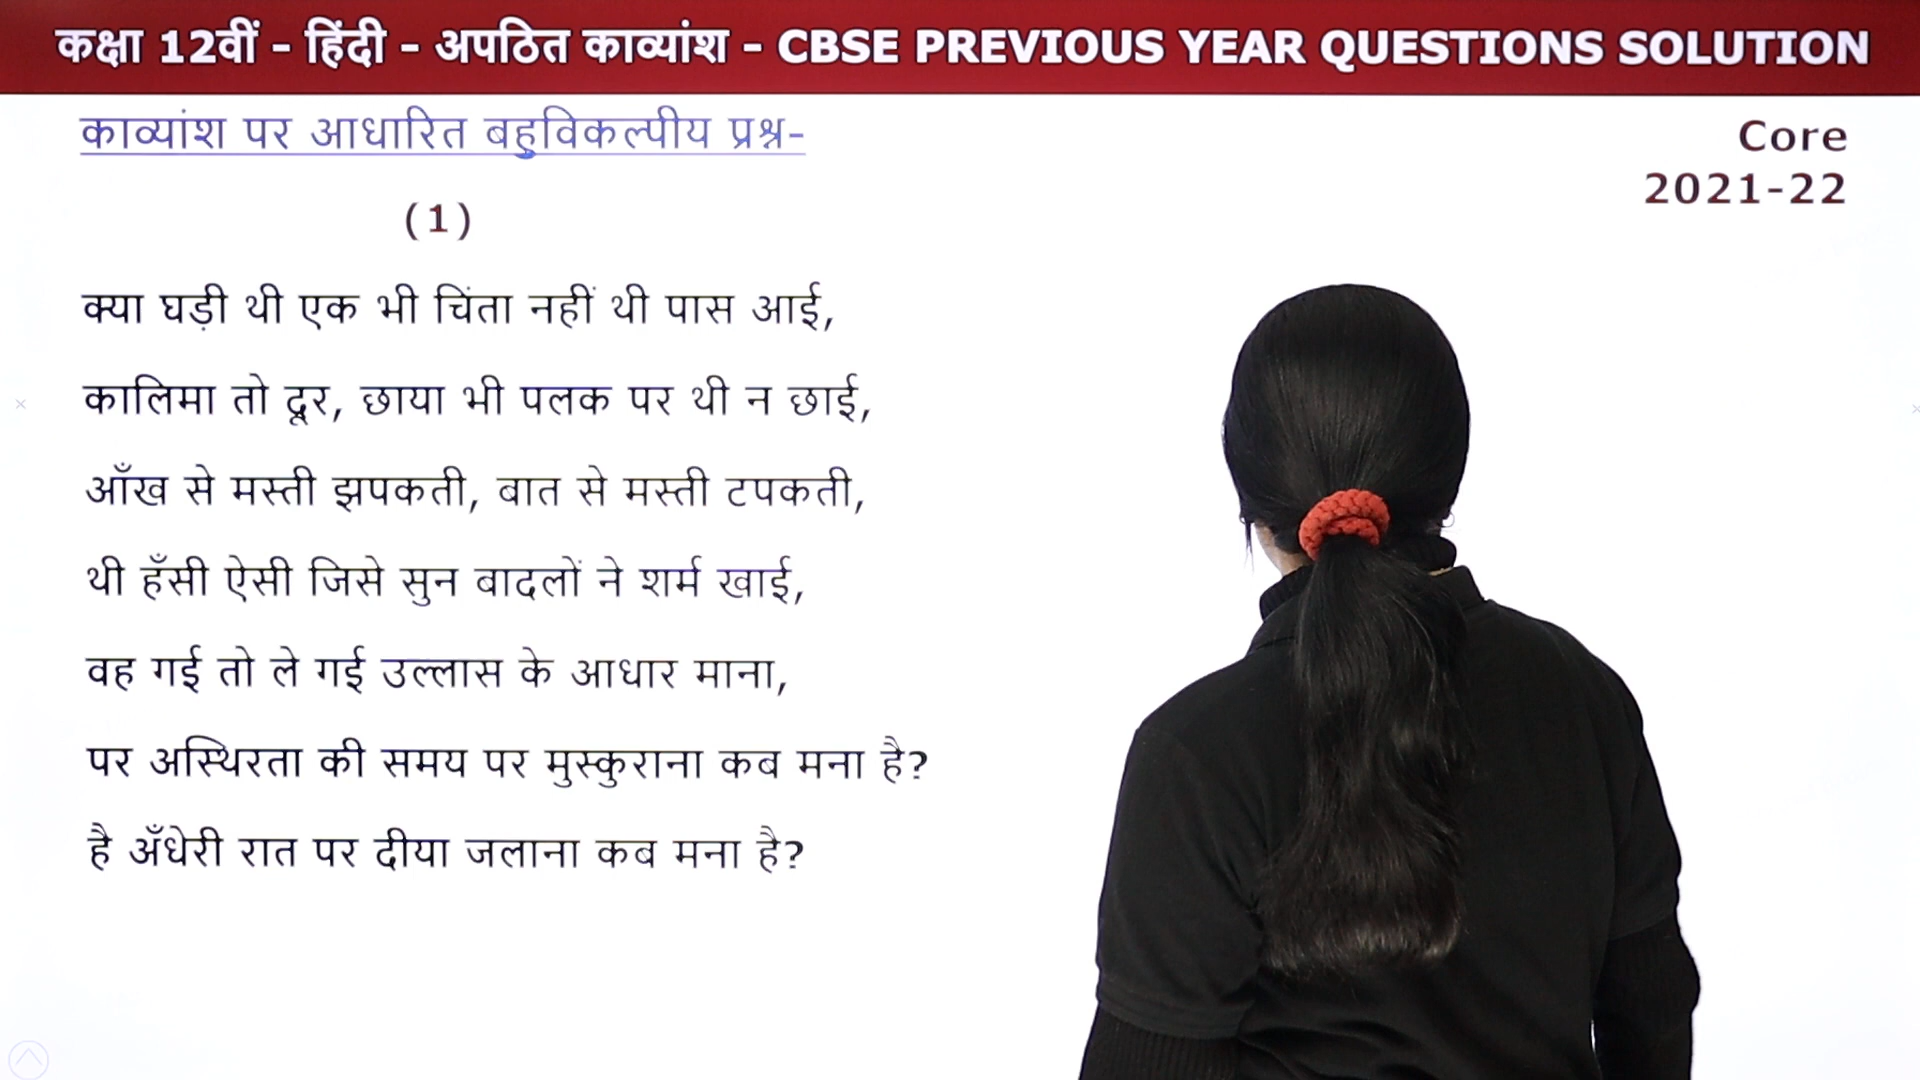 कक्षा 12वीं - हिंदी - अपठित काव्यांश - CBSE PREVIOUS YEAR QUESTIONS SOLUTION
काव्यांश पर आधारित बहुविकल्पीय प्रश्न-
Core
2021-22
(1)
क्या घड़ी थी एक भी चिंता नहीं थी पास आई,
कालिमा तो दूर, छाया भी पलक पर थी न छाई,
आँख से मस्ती झपकती, बात से मस्ती टपकती,
थी हँसी ऐसी जिसे सुन बादलों ने शर्म खाई,
वह गई तो ले गई उल्लास के आधार माना,
पर अस्थिरता की समय पर मुस्कुराना कब मना है?
है अँधेरी रात पर दीया जलाना कब मना है?